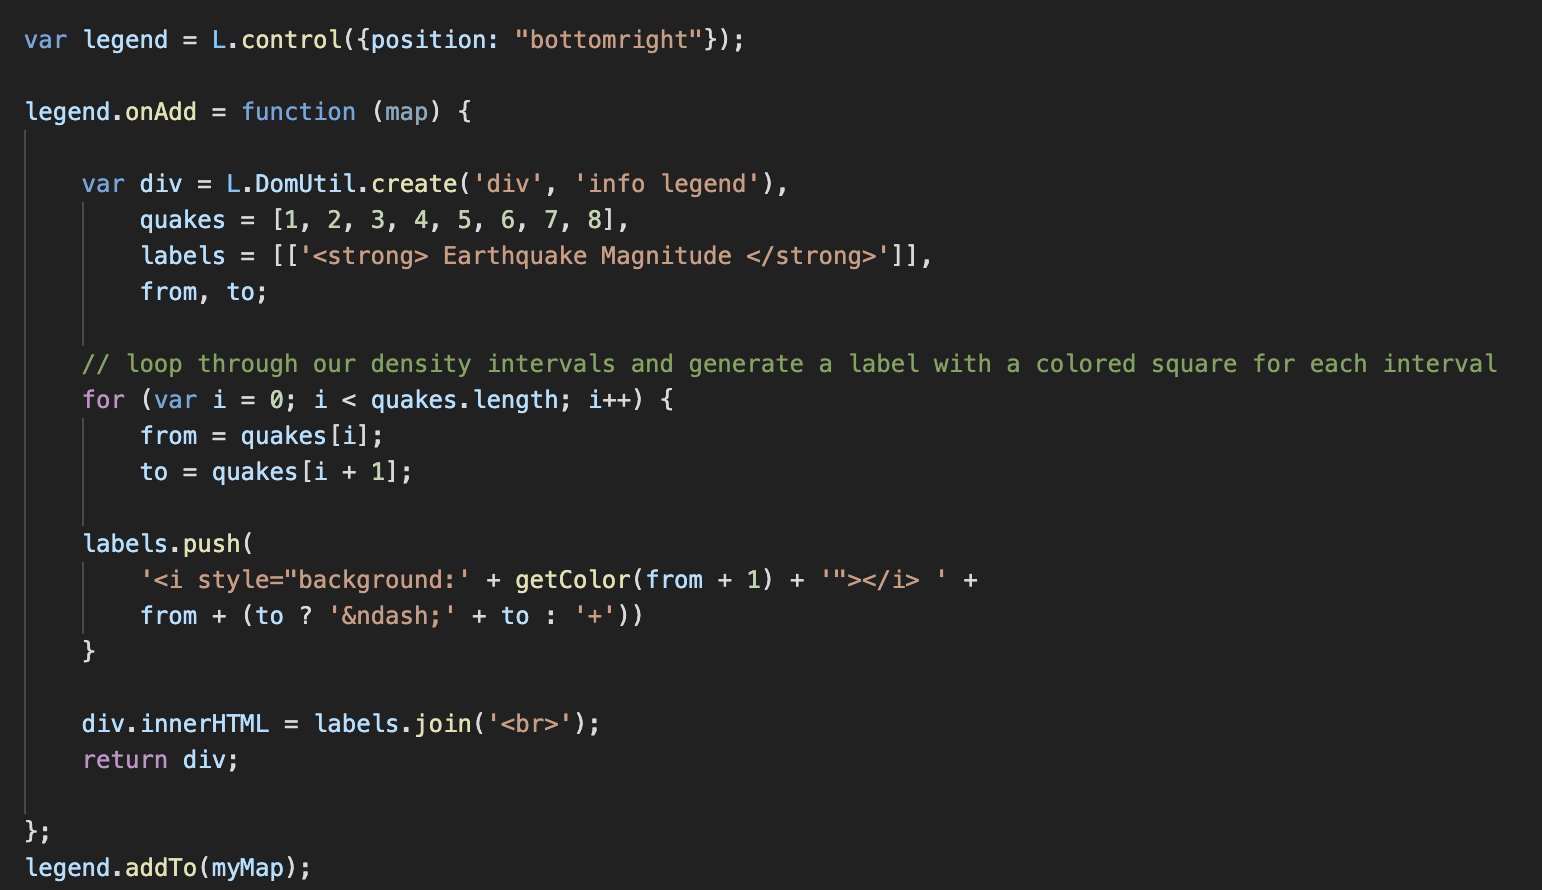 var legend = L.control({position: "bottomright"});
legend.onAdd = function (map) {
var div = L.DomUtil.create('div', 'info legend'),
quakes = [1, 2, 3, 4, 5, 6, 7, 8],
labels = [['<strong> Earthquake Magnitude </strong>']],
from, to;
// loop through our density intervals and generate a label with a colored square for each interval
for (var i = 0; i < quakes.length; i++) {
from = quakes[i];
to = quakes[i + 1];
labels.push(
'<i style="background:' + getColor(from + 1) + '"></i> ' +
from + (to ? '&ndash;' + to : '+'))
}
div.innerHTML = labels.join('<br>');
return div;
};
legend.addTo(myMap);